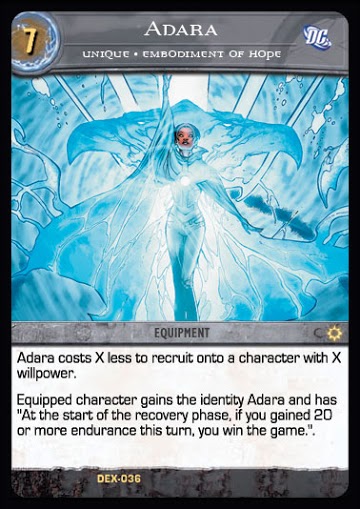 7
ADARA
UNIQUE • EMBODIMENT OF HOPE
DC
EQUIPMENT
C
Adara costs X less to recruit onto a character with X
willpower.
Equipped character gains the identity Adara and has
"At the start of the recovery phase, if you gained 20
or more endurance this turn, you win the game.".
DEX-036